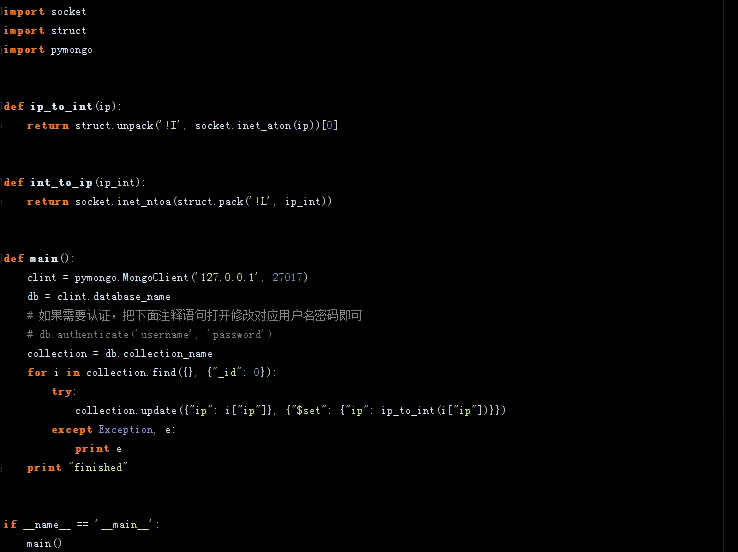 import socket
import struct
import pymongo
def ip_to_int(ip):
    return struct.unpack('!I', socket.inet_aton(ip))[0]
def int_to_ip(ip_int):
    return socket.inet_ntoa(struct.pack('!L', ip_int))
def main():
    clint = pymongo.MongoClient('127.0.0.1', 27017)
    db = clint.database_name
    # 如果需要认证，把下面注释语句打开修改对应用户名密码即可
    # db.authenticate('username', 'password')
    collection = db.collection_name
    for i in collection.find({}, {"_id": 0}):
        try:
            collection.update({"ip": i["ip"]}, {"$set": {"ip": ip_to_int(i["ip"])}})
        except Exception, e:
            print e
    print "finished"
if __name__ == '__main__':
    main()